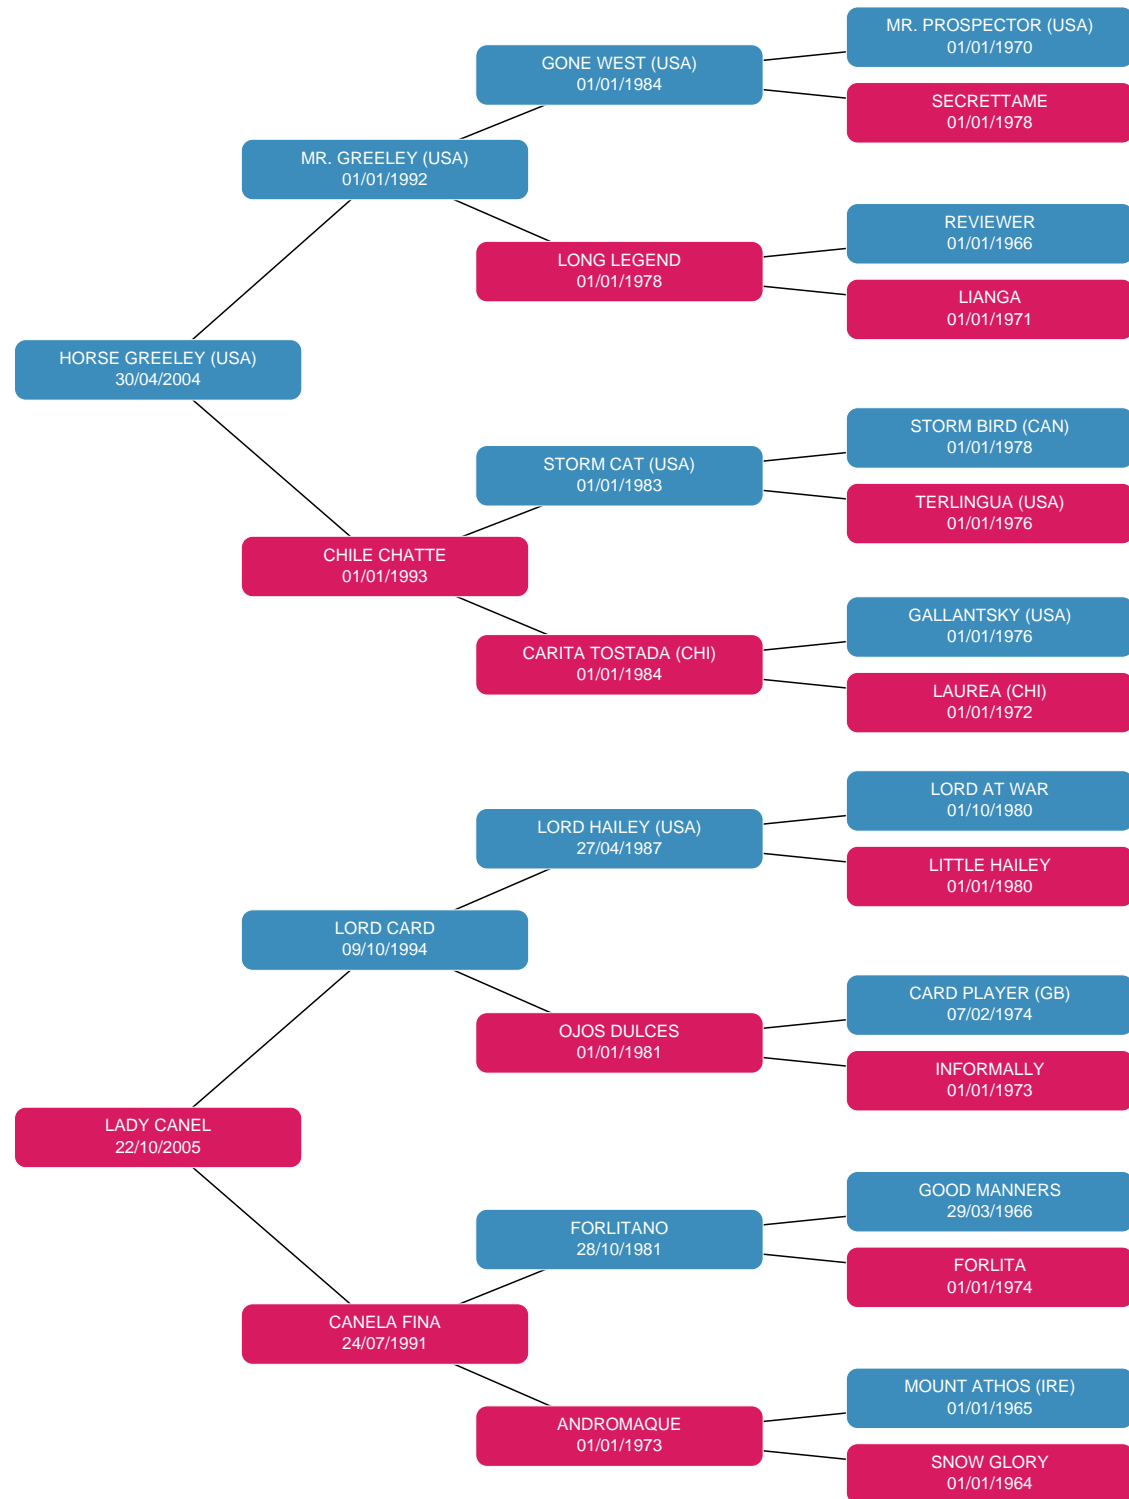 MR. PROSPECTOR (USA)
01/01/1970
GONE WEST (USA)
01/01/1984
SECRETTAME
01/01/1978
MR. GREELEY (USA)
01/01/1992
REVIEWER
01/01/1966
LONG LEGEND
01/01/1978
LIANGA
01/01/1971
HORSE GREELEY (USA)
30/04/2004
STORM BIRD (CAN)
01/01/1978
STORM CAT (USA)
01/01/1983
TERLINGUA (USA)
01/01/1976
CHILE CHATTE
01/01/1993
GALLANTSKY (USA)
01/01/1976
CARITA TOSTADA (CHI)
01/01/1984
LAUREA (CHI)
01/01/1972
LORD AT WAR
01/10/1980
LORD HAILEY (USA)
27/04/1987
LITTLE HAILEY
01/01/1980
LORD CARD
09/10/1994
CARD PLAYER (GB)
07/02/1974
OJOS DULCES
01/01/1981
INFORMALLY
01/01/1973
LADY CANEL
22/10/2005
GOOD MANNERS
29/03/1966
FORLITANO
28/10/1981
FORLITA
01/01/1974
CANELA FINA
24/07/1991
MOUNT ATHOS (IRE)
01/01/1965
ANDROMAQUE
01/01/1973
SNOW GLORY
01/01/1964